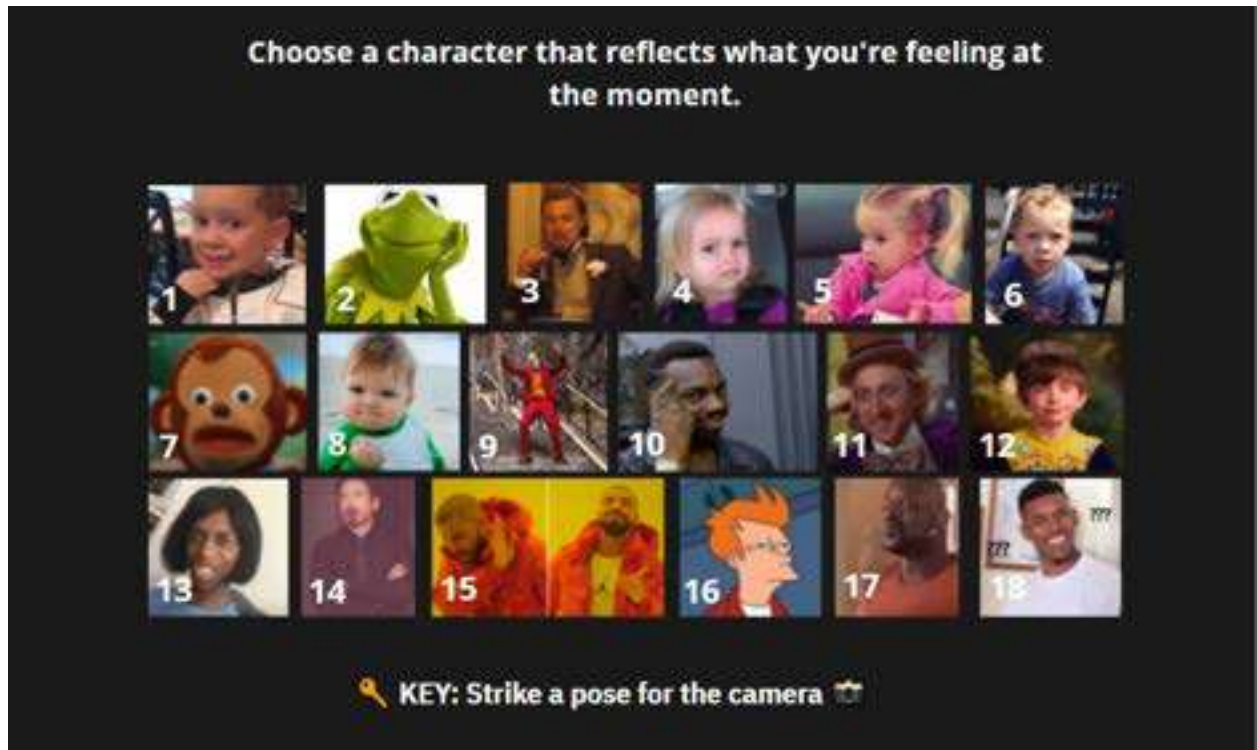 Choose a character that reflects what you're feeling at
the moment.
1 2 3 4 5 6
7 8 9 10 11 12
13 14 15 16 17 18
???
???
KEY: Strike a pose for the camera